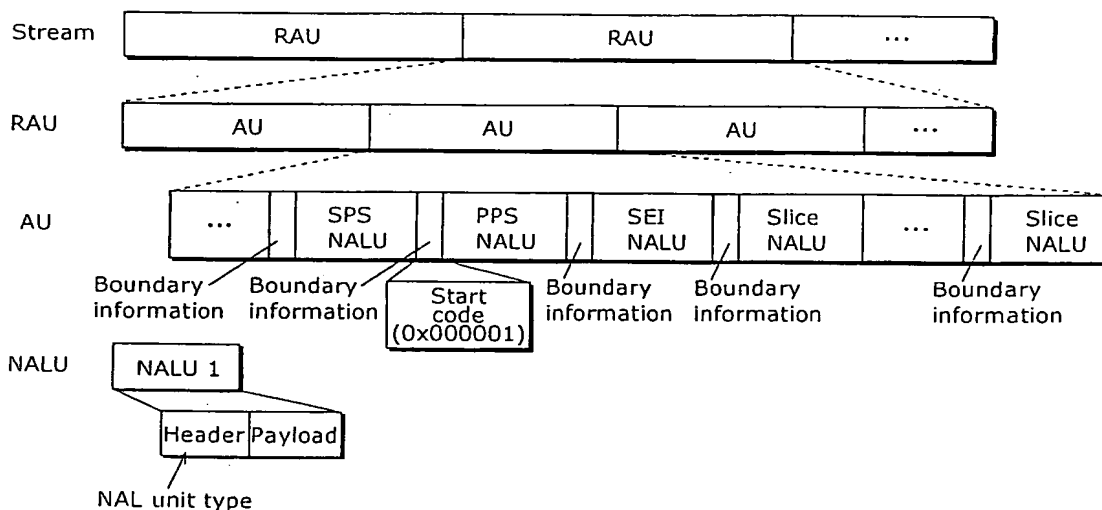 Stream RAU RAU ...
RAU AU AU AU ...
AU ... SPS NALU PPS NALU SEI NALU Slice NALU ... Slice NALU
Boundary information
Boundary information
Start code (0x000001)
Boundary information
Boundary information
Boundary information
NALU NALU 1
Header Payload
NAL unit type